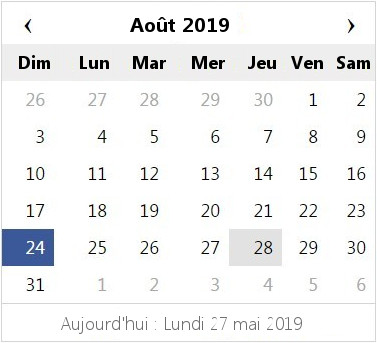 ‹ Août 2019 ›
Dim Lun Mar Mer Jeu Ven Sam
26 27 28 29 30 1 2
3 4 5 6 7 8 9
10 11 12 13 14 15 16
17 18 19 20 21 22 23
24 25 26 27 28 29 30
31 1 2 3 4 5 6
Aujourd'hui : Lundi 27 mai 2019